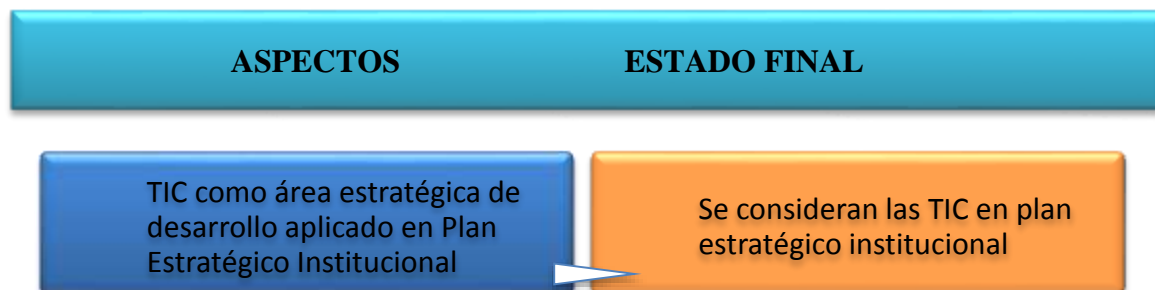 ASPECTOS ESTADO FINAL
TIC como área estratégica de
desarrollo aplicado en Plan
Estratégico Institucional
Se consideran las TIC en plan
estratégico institucional